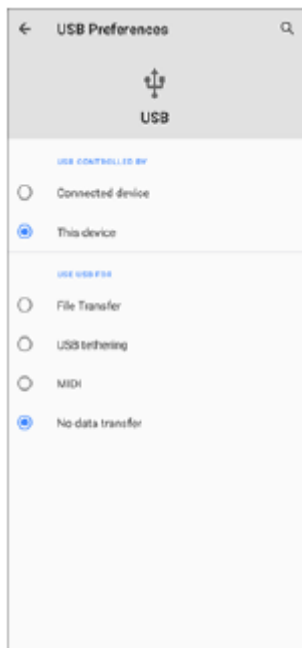 USB Preferences
USB
USB CONTROLLED BY
Connected device
This device
USE USB FOR
File Transfer
USB tethering
MIDI
No data transfer